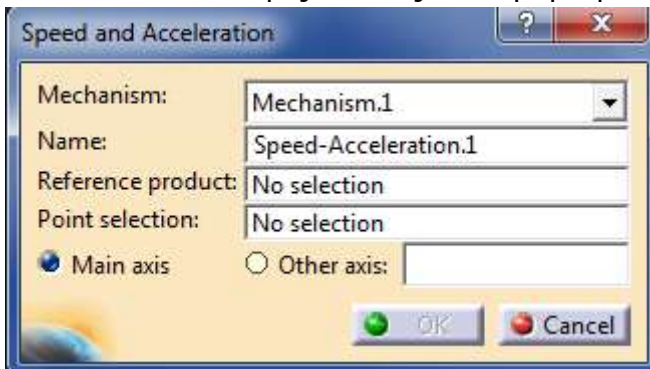 Speed and Acceleration
Mechanism: Mechanism.1
Name: Speed-Acceleration.1
Reference product: No selection
Point selection: No selection
Main axis Other axis:
OK Cancel